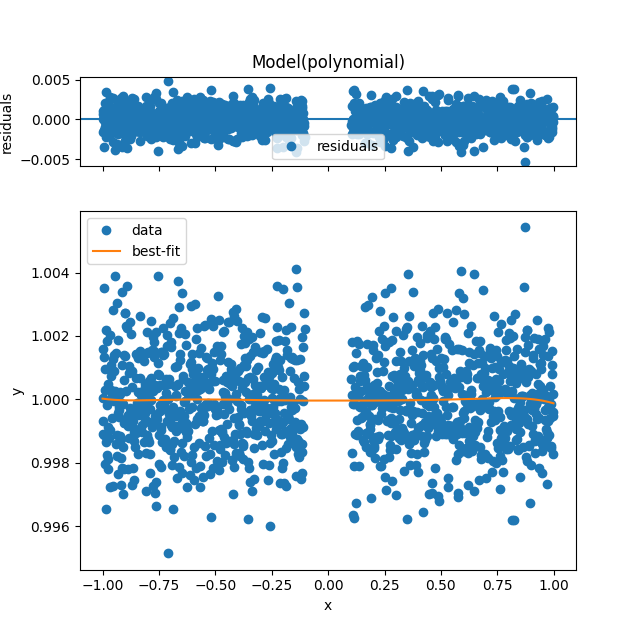 Model(polynomial)
0.005
0.000
−0.005
residuals
residuals
data
best-fit
1.004
1.002
1.000
0.998
0.996
y
−1.00 −0.75 −0.50 −0.25 0.00 0.25 0.50 0.75 1.00
x